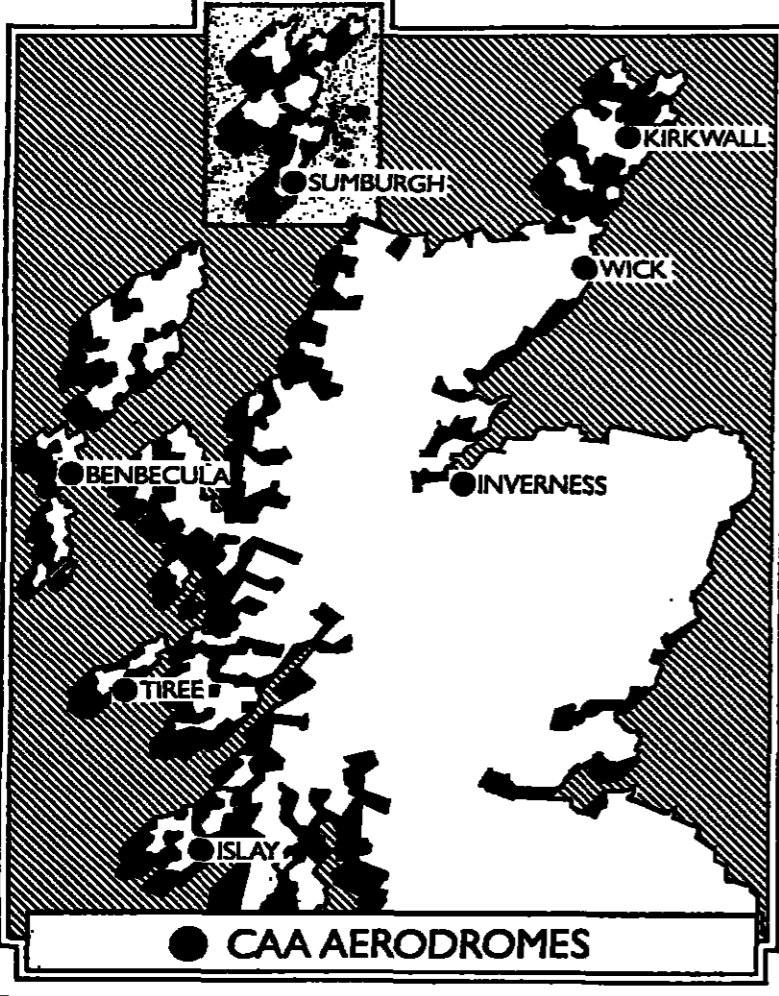 KIRKWALL
SUMBURGH
WICK
BENBECULA
INVERNESS
TIREE
ISLAY
CAA AERODROMES